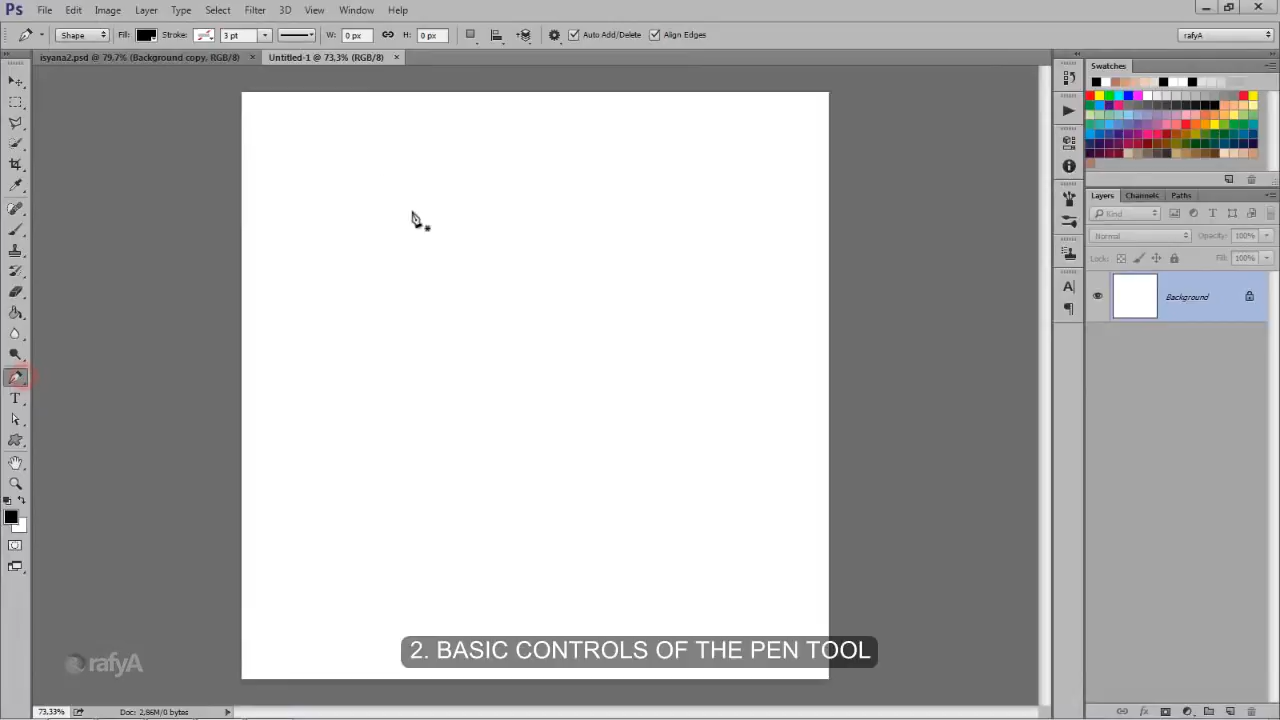 Ps File Edit Image Layer Type Select Filter 3D View Window Help
Shape Fill: Stroke: 3 pt W: 0 px H: 0 px Auto Add/Delete Align Edges rafyA
isyana2.psd @ 79,7% (Background copy, RGB/8) × Untitled-1 @ 73,3% (RGB/8) ×
Swatches
Layers Channels Paths
Kind
Normal Opacity: 100%
Lock: Fill: 100%
Background
2. BASIC CONTROLS OF THE PEN TOOL
rafyA
73,33% Doc: 2,86M/0 bytes